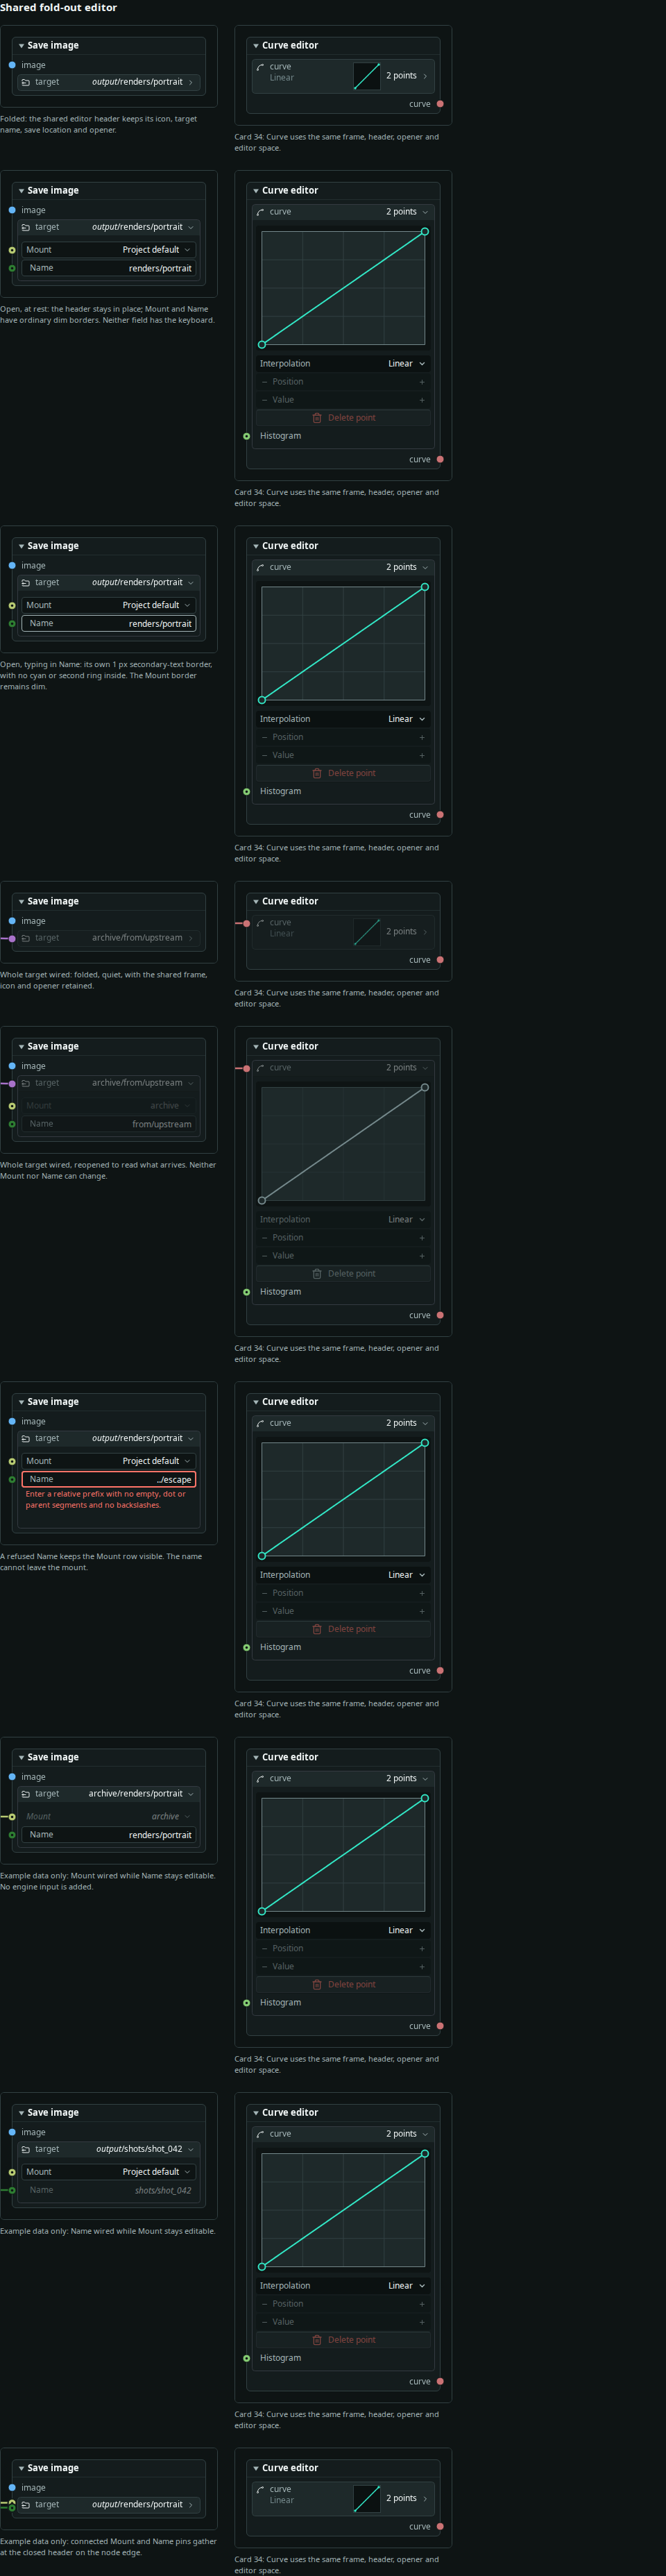 Shared fold-out editor
Save image
image
target output/renders/portrait
Folded: the shared editor header keeps its icon, target
name, save location and opener.
Curve editor
curve
Linear
2 points
curve
Card 34: Curve uses the same frame, header, opener and
editor space.
Save image
image
target output/renders/portrait
Mount Project default
Name renders/portrait
Open, at rest: the header stays in place; Mount and Name
have ordinary dim borders. Neither field has the keyboard.
Curve editor
curve 2 points
Interpolation Linear
− Position +
− Value +
Delete point
Histogram
curve
Card 34: Curve uses the same frame, header, opener and
editor space.
Save image
image
target output/renders/portrait
Mount Project default
Name renders/portrait
Open, typing in Name: its own 1 px secondary-text border,
with no cyan or second ring inside. The Mount border
remains dim.
Curve editor
curve 2 points
Interpolation Linear
− Position +
− Value +
Delete point
Histogram
curve
Card 34: Curve uses the same frame, header, opener and
editor space.
Save image
image
target archive/from/upstream
Whole target wired: folded, quiet, with the shared frame,
icon and opener retained.
Curve editor
curve
Linear
2 points
curve
Card 34: Curve uses the same frame, header, opener and
editor space.
Save image
image
target archive/from/upstream
Mount archive
Name from/upstream
Whole target wired, reopened to read what arrives. Neither
Mount nor Name can change.
Curve editor
curve 2 points
Interpolation Linear
− Position +
− Value +
Delete point
Histogram
curve
Card 34: Curve uses the same frame, header, opener and
editor space.
Save image
image
target output/renders/portrait
Mount Project default
Name ../escape
Enter a relative prefix with no empty, dot or
parent segments and no backslashes.
A refused Name keeps the Mount row visible. The name
cannot leave the mount.
Curve editor
curve 2 points
Interpolation Linear
− Position +
− Value +
Delete point
Histogram
curve
Card 34: Curve uses the same frame, header, opener and
editor space.
Save image
image
target archive/renders/portrait
Mount archive
Name renders/portrait
Example data only: Mount wired while Name stays editable.
No engine input is added.
Curve editor
curve 2 points
Interpolation Linear
− Position +
− Value +
Delete point
Histogram
curve
Card 34: Curve uses the same frame, header, opener and
editor space.
Save image
image
target output/shots/shot_042
Mount Project default
Name shots/shot_042
Example data only: Name wired while Mount stays editable.
Curve editor
curve 2 points
Interpolation Linear
− Position +
− Value +
Delete point
Histogram
curve
Card 34: Curve uses the same frame, header, opener and
editor space.
Save image
image
target output/renders/portrait
Example data only: connected Mount and Name pins gather
at the closed header on the node edge.
Curve editor
curve
Linear
2 points
curve
Card 34: Curve uses the same frame, header, opener and
editor space.